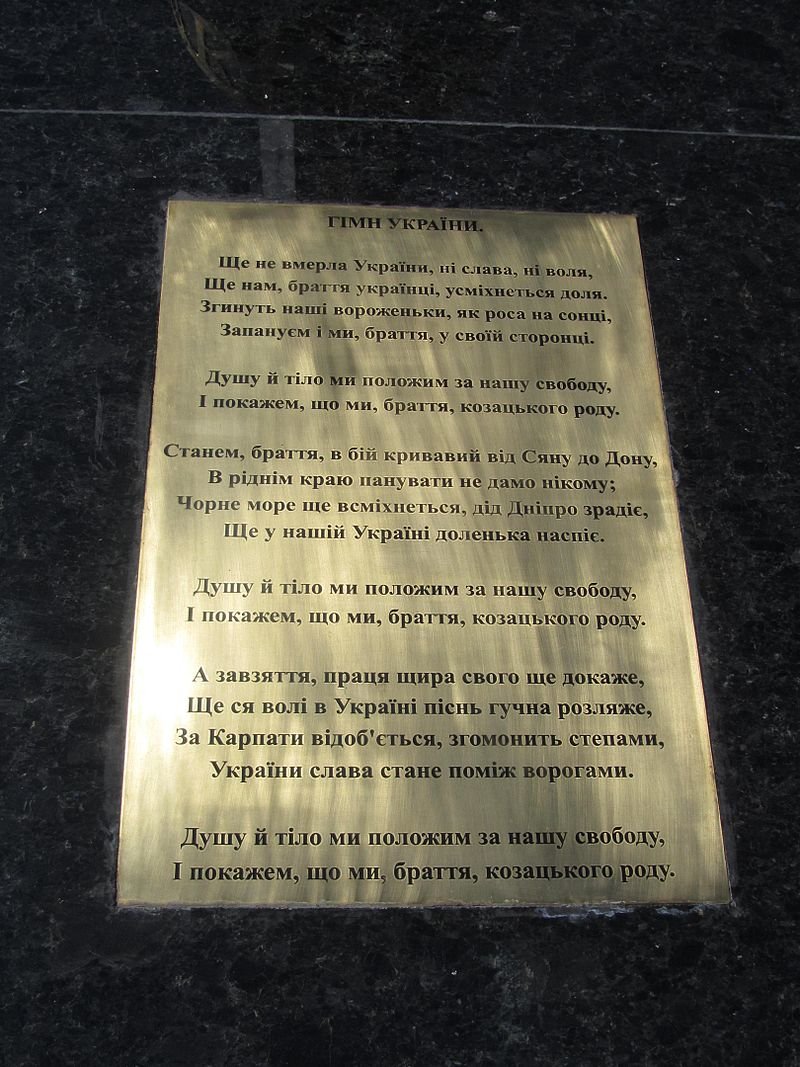 ГІМН УКРАЇНИ.
Ще не вмерла України, ні слава, ні воля,
Ще нам, браття українці, усміхнеться доля.
Згинуть наші вороженьки, як роса на сонці,
Запануєм і ми, браття, у своїй сторонці.
Душу й тіло ми положим за нашу свободу,
І покажем, що ми, браття, козацького роду.
Станем, браття, в бій кривавий від Сяну до Дону,
В ріднім краю панувати не дамо нікому;
Чорне море ще всміхнеться, дід Дніпро зрадіє,
Ще у нашій Україні доленька наспіє.
Душу й тіло ми положим за нашу свободу,
І покажем, що ми, браття, козацького роду.
А завзяття, праця щира свого ще докаже,
Ще ся волі в Україні піснь гучна розляже,
За Карпати відоб'ється, згомонить степами,
України слава стане поміж ворогами.
Душу й тіло ми положим за нашу свободу,
І покажем, що ми, браття, козацького роду.